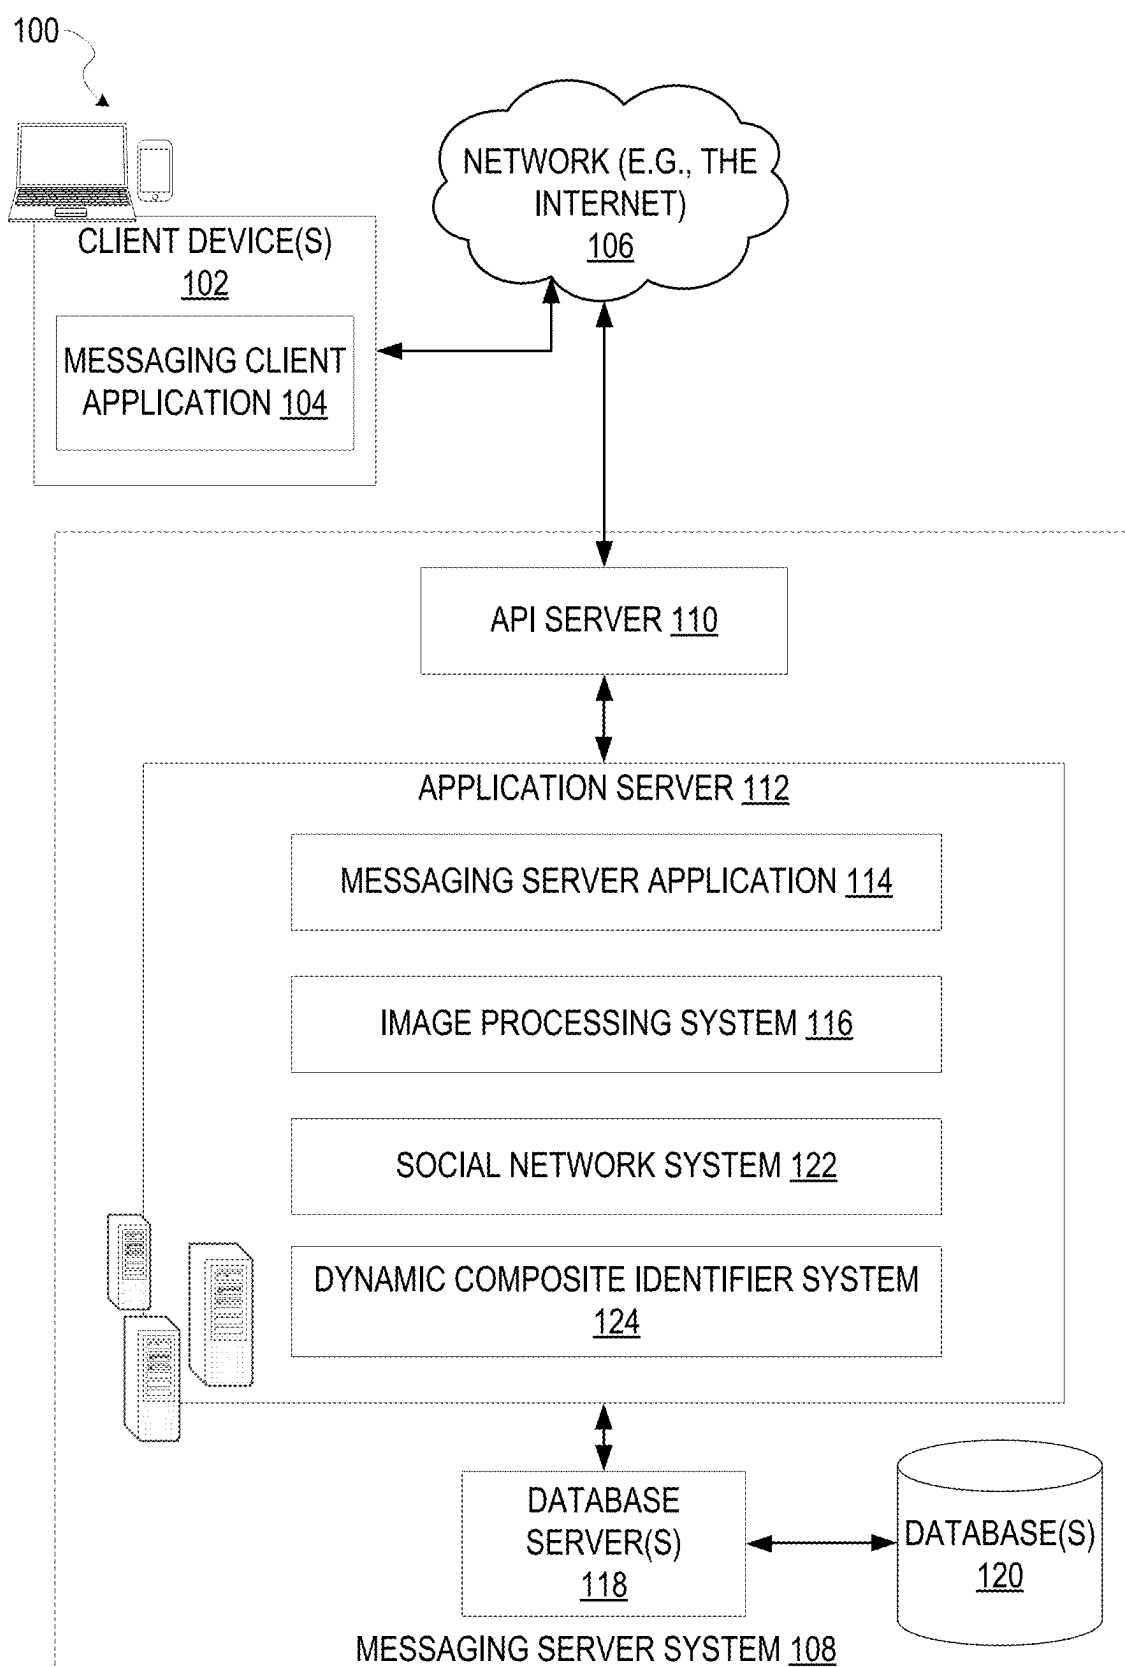 100
NETWORK (E.G., THE
INTERNET)
106
CLIENT DEVICE(S)
102
MESSAGING CLIENT
APPLICATION 104
API SERVER 110
APPLICATION SERVER 112
MESSAGING SERVER APPLICATION 114
IMAGE PROCESSING SYSTEM 116
SOCIAL NETWORK SYSTEM 122
DYNAMIC COMPOSITE IDENTIFIER SYSTEM
124
DATABASE
SERVER(S)
118
DATABASE(S)
120
MESSAGING SERVER SYSTEM 108